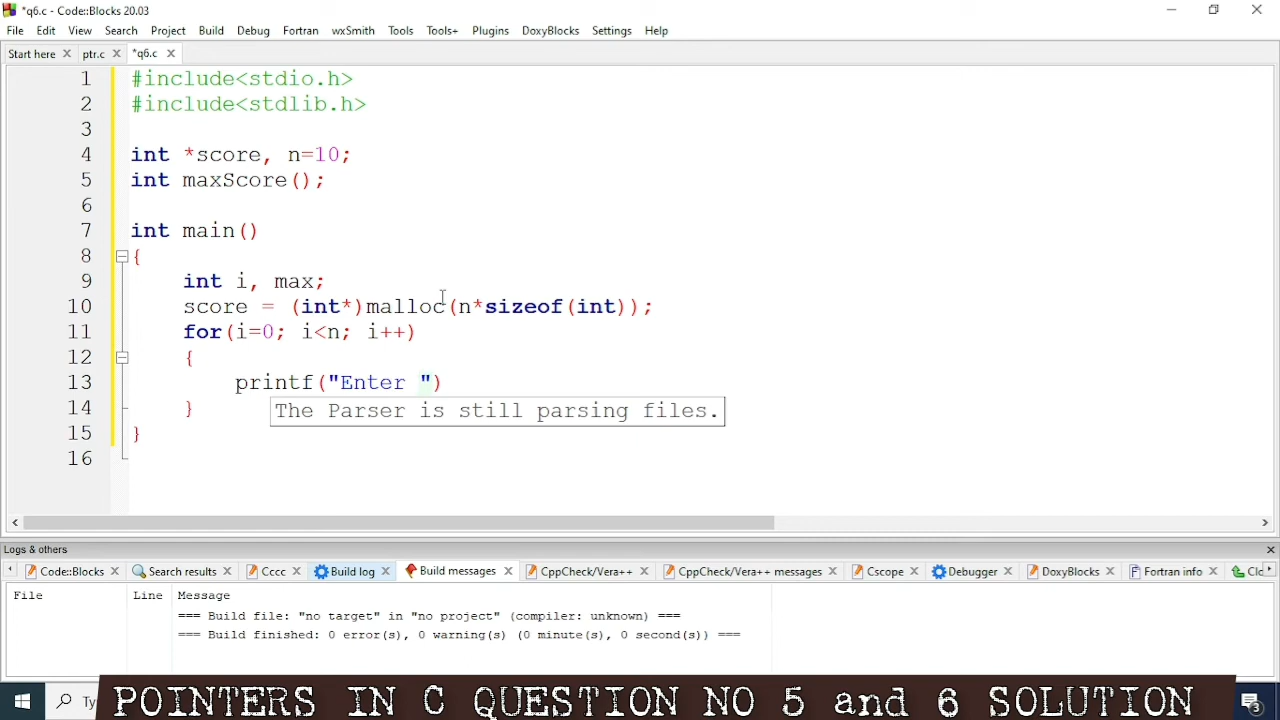 *q6.c - Code::Blocks 20.03
File Edit View Search Project Build Debug Fortran wxSmith Tools Tools+ Plugins DoxyBlocks Settings Help
Start here ptr.c *q6.c
1 #include<stdio.h>
2 #include<stdlib.h>
3
4 int *score, n=10;
5 int maxScore();
6
7 int main()
8 {
9 int i, max;
10 score = (int*)malloc(n*sizeof(int));
11 for(i=0; i<n; i++)
12 {
13 printf("Enter ")
14 }
The Parser is still parsing files.
15 }
16
Logs & others
Code::Blocks Search results Cccc Build log Build messages CppCheck/Vera++ CppCheck/Vera++ messages Cscope Debugger DoxyBlocks Fortran info Clo
File Line Message
=== Build file: "no target" in "no project" (compiler: unknown) ===
=== Build finished: 0 error(s), 0 warning(s) (0 minute(s), 0 second(s)) ===
Ty
POINTERS IN C QUESTION NO 5 and 6 SOLUTION
3